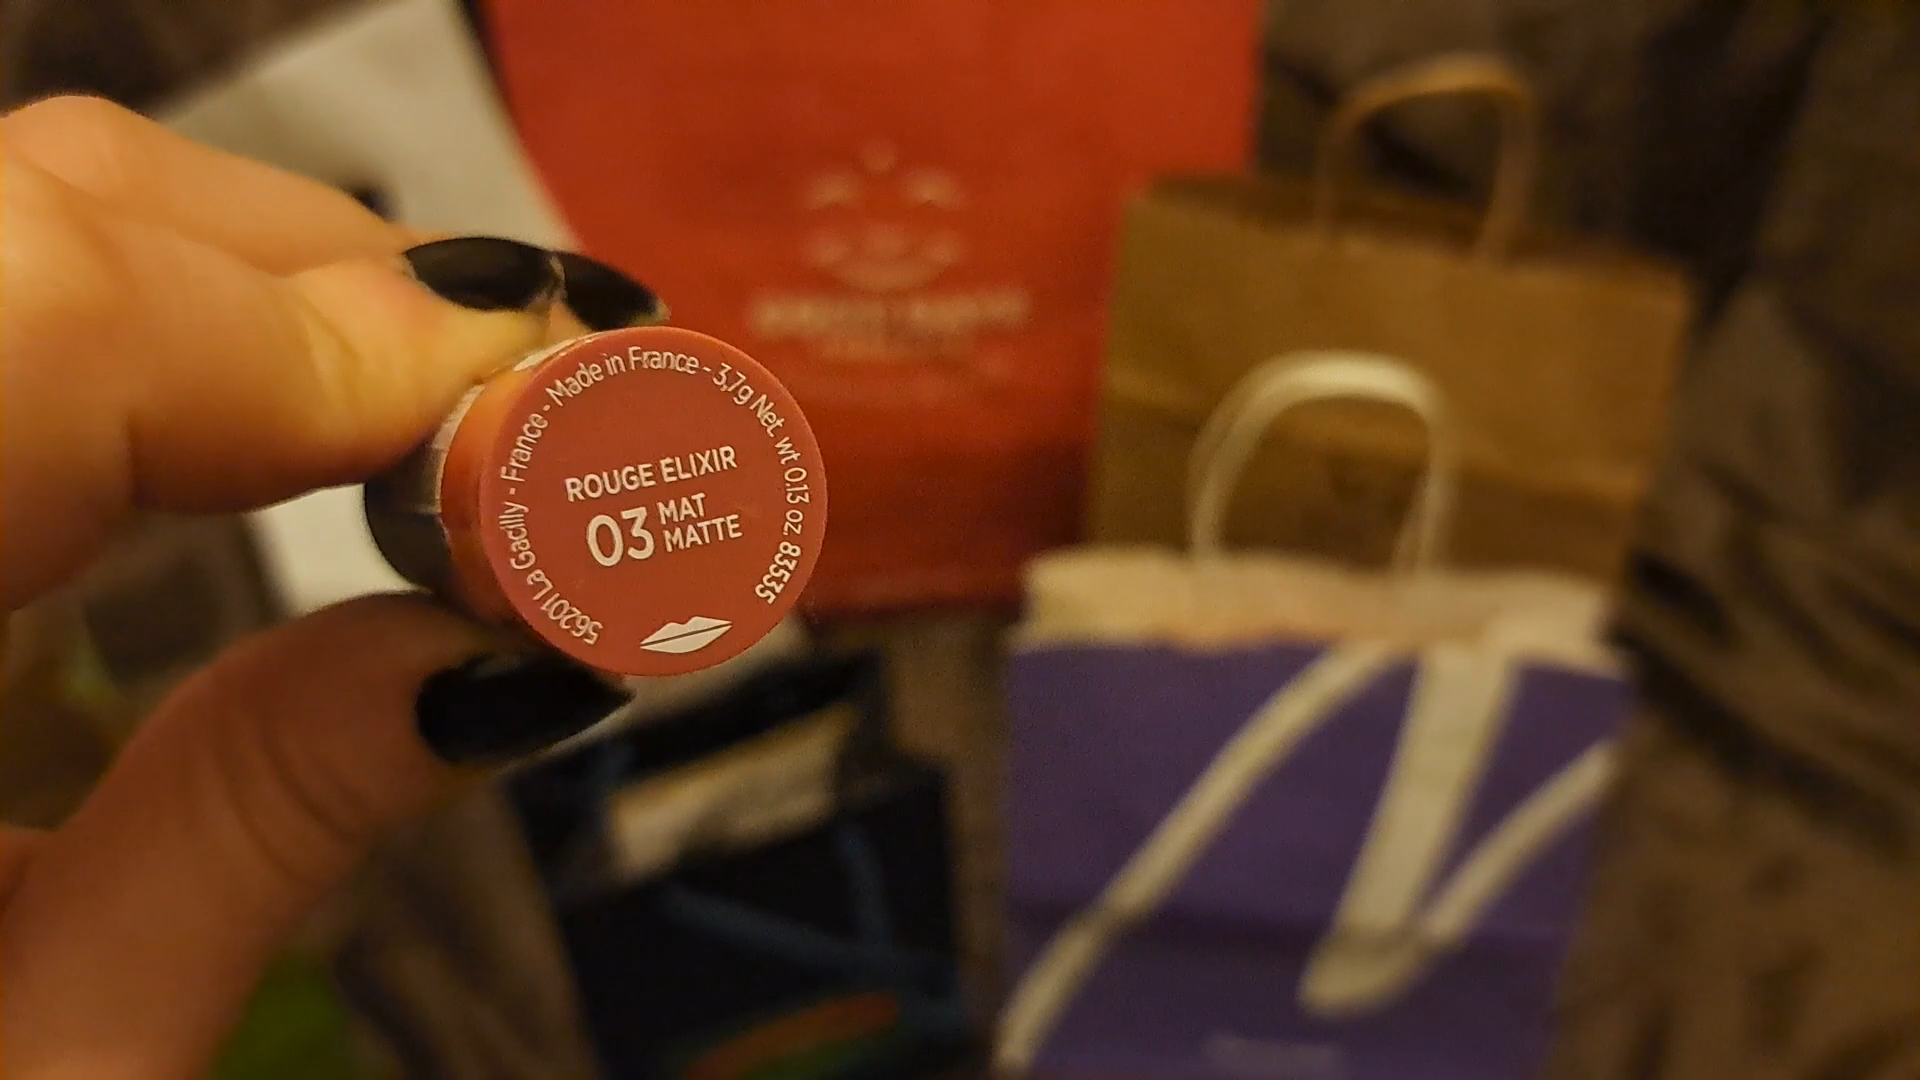 ROUGE ELIXIR
03 MAT
MATTE
56201 La Gacilly - France - Made in France - 3,7g Net wt 0.13 oz. 83535